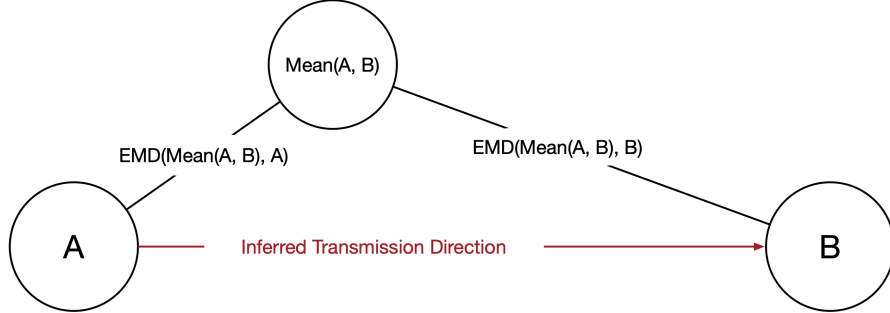 Mean(A, B)
EMD(Mean(A, B), A)
EMD(Mean(A, B), B)
A
Inferred Transmission Direction
B